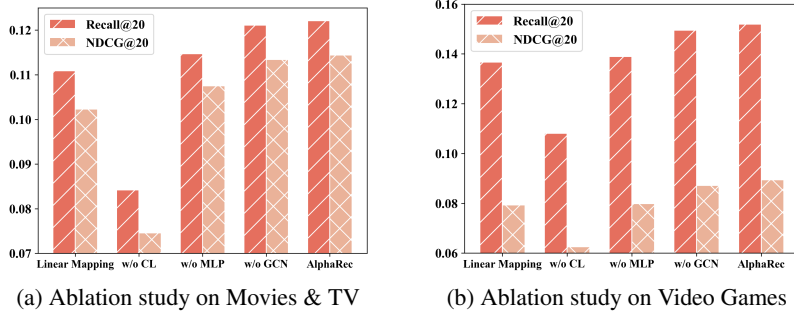 Recall@20
NDCG@20
0.12
0.11
0.10
0.09
0.08
0.07
Linear Mapping w/o CL w/o MLP w/o GCN AlphaRec
(a) Ablation study on Movies & TV
Recall@20
NDCG@20
0.16
0.14
0.12
0.10
0.08
0.06
Linear Mapping w/o CL w/o MLP w/o GCN AlphaRec
(b) Ablation study on Video Games